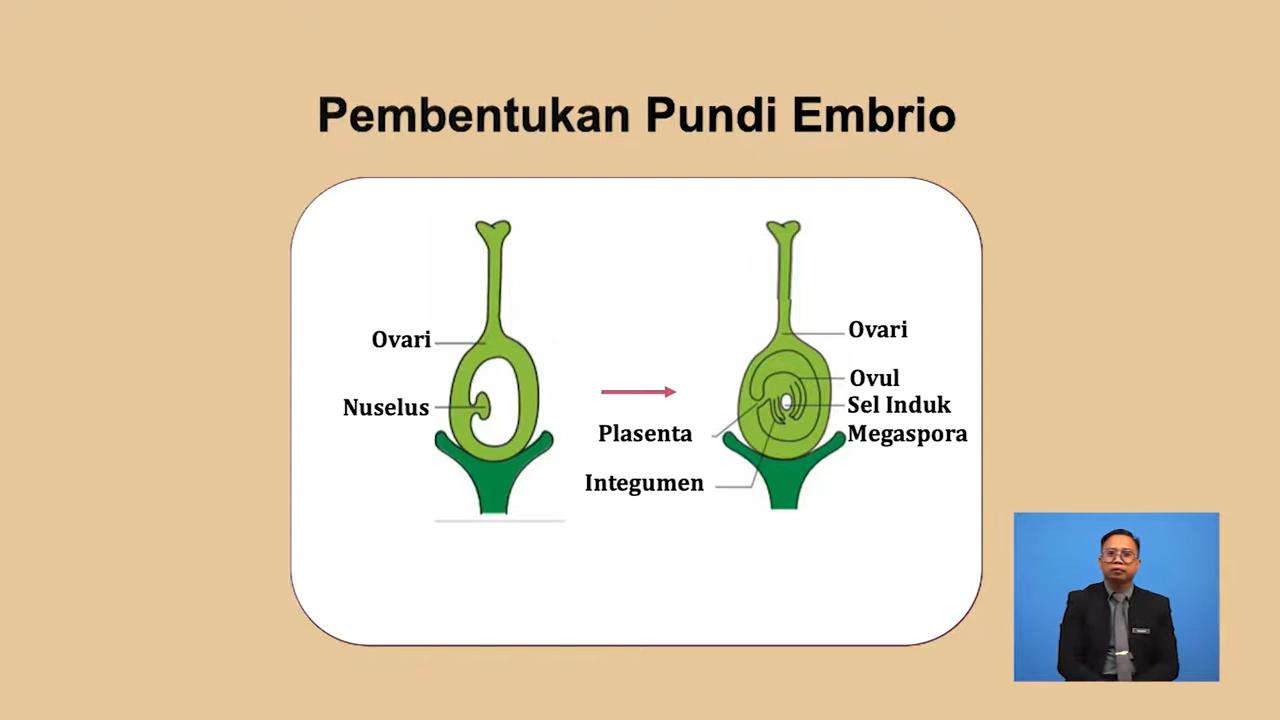 Pembentukan Pundi Embrio
Ovari
Nuselus
Ovari
Ovul
Sel Induk
Megaspora
Plasenta
Integumen